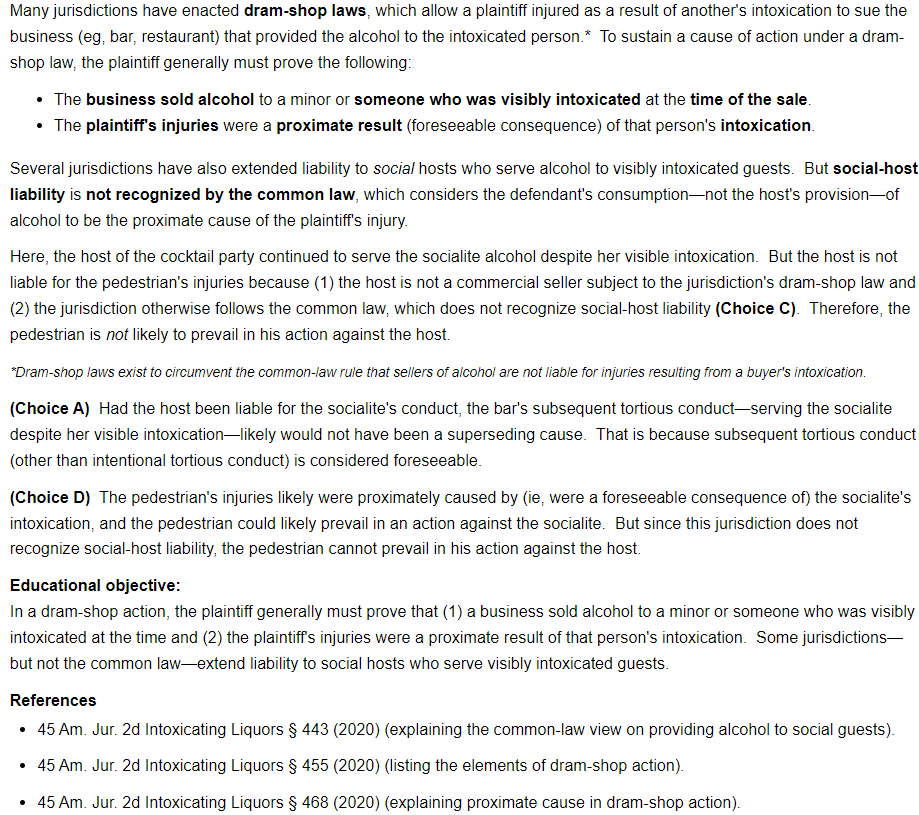 Many jurisdictions have enacted dram-shop laws, which allow a plaintiff injured as a result of another's intoxication to sue the
business (eg, bar, restaurant) that provided the alcohol to the intoxicated person.* To sustain a cause of action under a dram-
shop law, the plaintiff generally must prove the following:
• The business sold alcohol to a minor or someone who was visibly intoxicated at the time of the sale.
• The plaintiff's injuries were a proximate result (foreseeable consequence) of that person's intoxication.
Several jurisdictions have also extended liability to social hosts who serve alcohol to visibly intoxicated guests. But social-host
liability is not recognized by the common law, which considers the defendant's consumption—not the host's provision—of
alcohol to be the proximate cause of the plaintiff's injury.
Here, the host of the cocktail party continued to serve the socialite alcohol despite her visible intoxication. But the host is not
liable for the pedestrian's injuries because (1) the host is not a commercial seller subject to the jurisdiction's dram-shop law and
(2) the jurisdiction otherwise follows the common law, which does not recognize social-host liability (Choice C). Therefore, the
pedestrian is not likely to prevail in his action against the host.
*Dram-shop laws exist to circumvent the common-law rule that sellers of alcohol are not liable for injuries resulting from a buyer's intoxication.
(Choice A) Had the host been liable for the socialite's conduct, the bar's subsequent tortious conduct—serving the socialite
despite her visible intoxication—likely would not have been a superseding cause. That is because subsequent tortious conduct
(other than intentional tortious conduct) is considered foreseeable.
(Choice D) The pedestrian's injuries likely were proximately caused by (ie, were a foreseeable consequence of) the socialite's
intoxication, and the pedestrian could likely prevail in an action against the socialite. But since this jurisdiction does not
recognize social-host liability, the pedestrian cannot prevail in his action against the host.
Educational objective:
In a dram-shop action, the plaintiff generally must prove that (1) a business sold alcohol to a minor or someone who was visibly
intoxicated at the time and (2) the plaintiff's injuries were a proximate result of that person's intoxication. Some jurisdictions—
but not the common law—extend liability to social hosts who serve visibly intoxicated guests.
References
• 45 Am. Jur. 2d Intoxicating Liquors § 443 (2020) (explaining the common-law view on providing alcohol to social guests).
• 45 Am. Jur. 2d Intoxicating Liquors § 455 (2020) (listing the elements of dram-shop action).
• 45 Am. Jur. 2d Intoxicating Liquors § 468 (2020) (explaining proximate cause in dram-shop action).